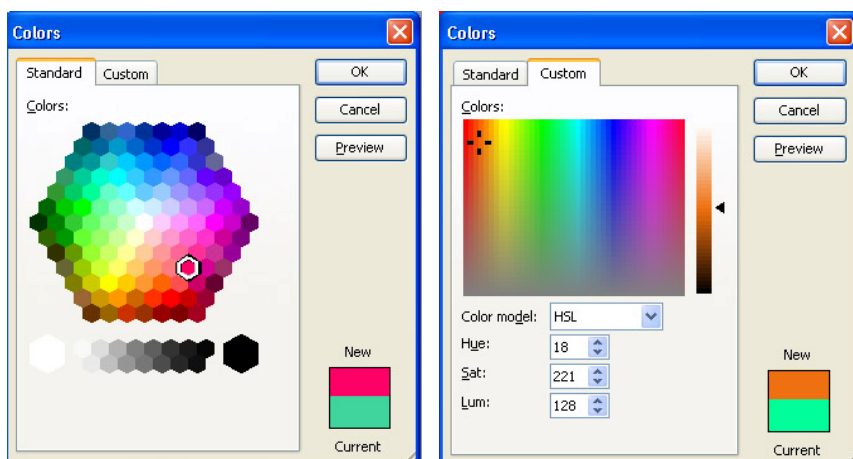 Colors
Standard
Custom
OK
Colors:
Cancel
Preview
New
Current
Colors
Standard
Custom
OK
Colors:
Cancel
Preview
Color model:
HSL
Hue:
18
Sat:
221
Lum:
128
New
Current